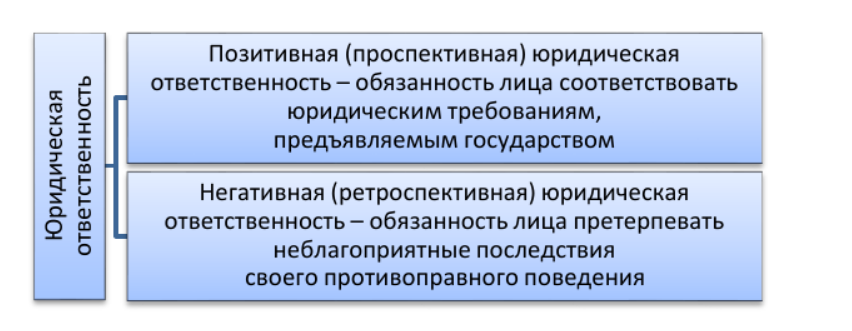 Юридическая
ответственность
Позитивная (проспективная) юридическая
ответственность – обязанность лица соответствовать
юридическим требованиям,
предъявляемым государством
Негативная (ретроспективная) юридическая
ответственность – обязанность лица претерпевать
неблагоприятные последствия
своего противоправного поведения